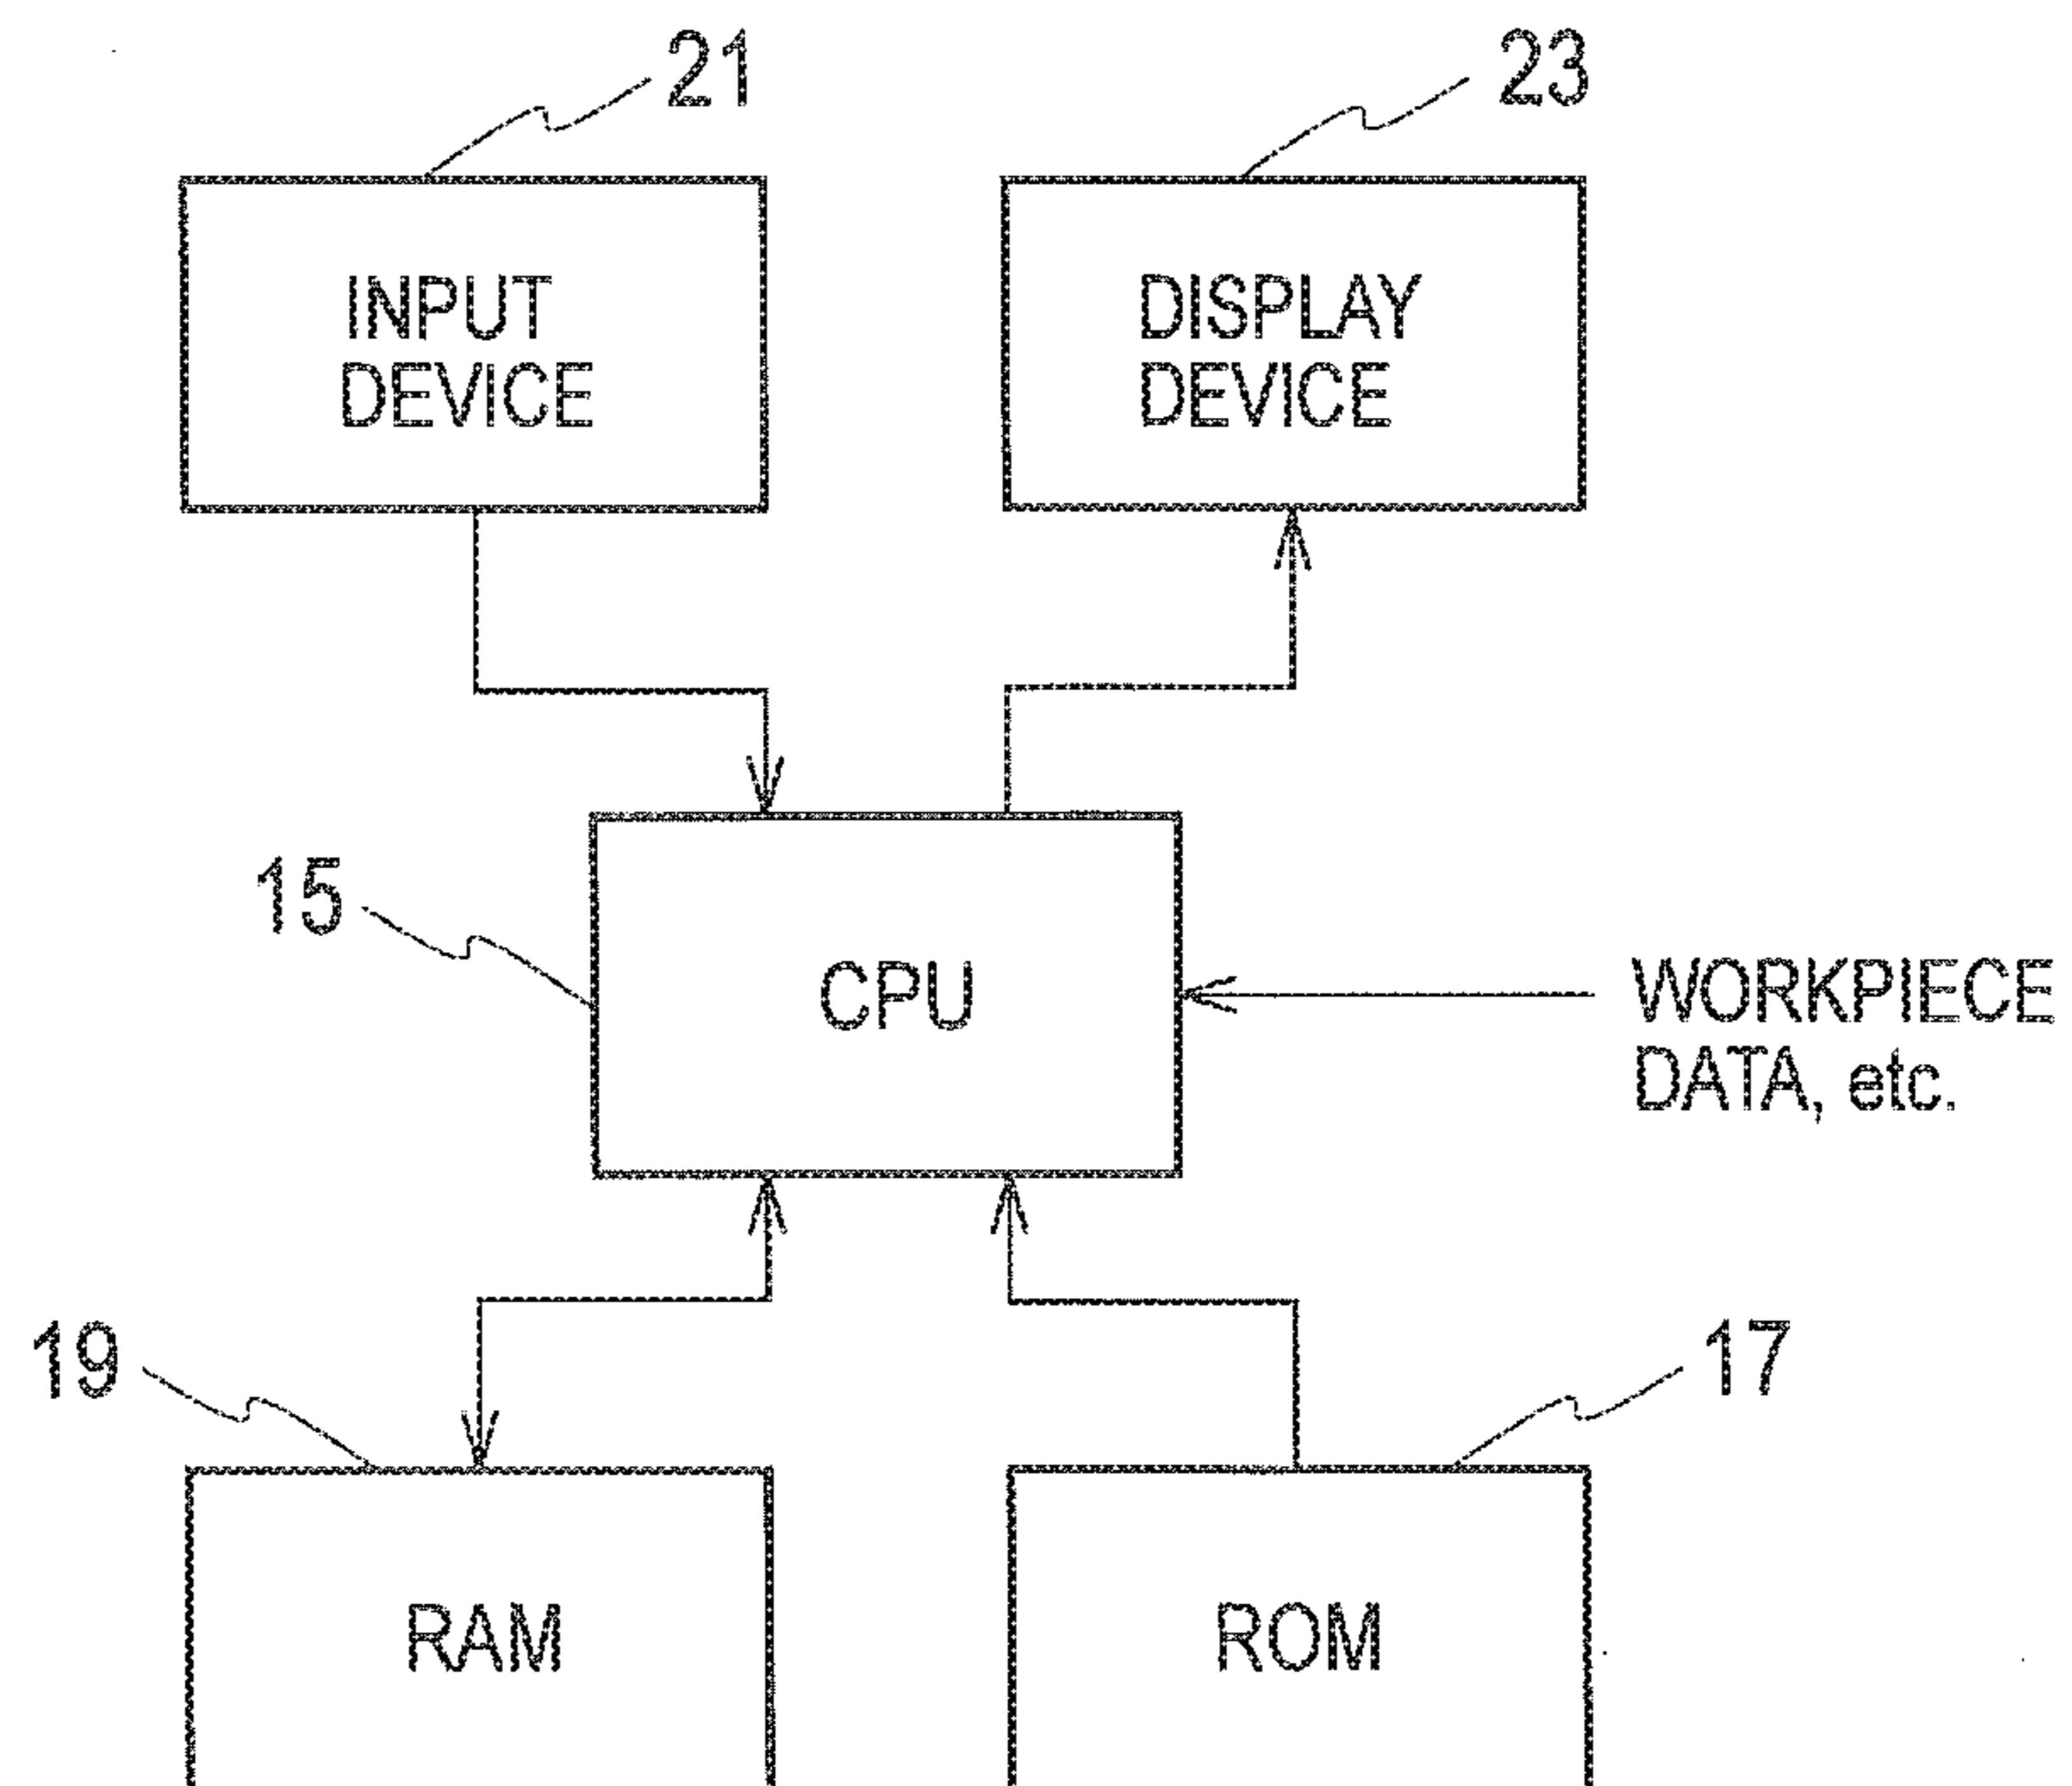 21
23
INPUT
DEVICE
DISPLAY
DEVICE
15
CPU
WORKPIECE
DATA, etc.
19
17
RAM
ROM